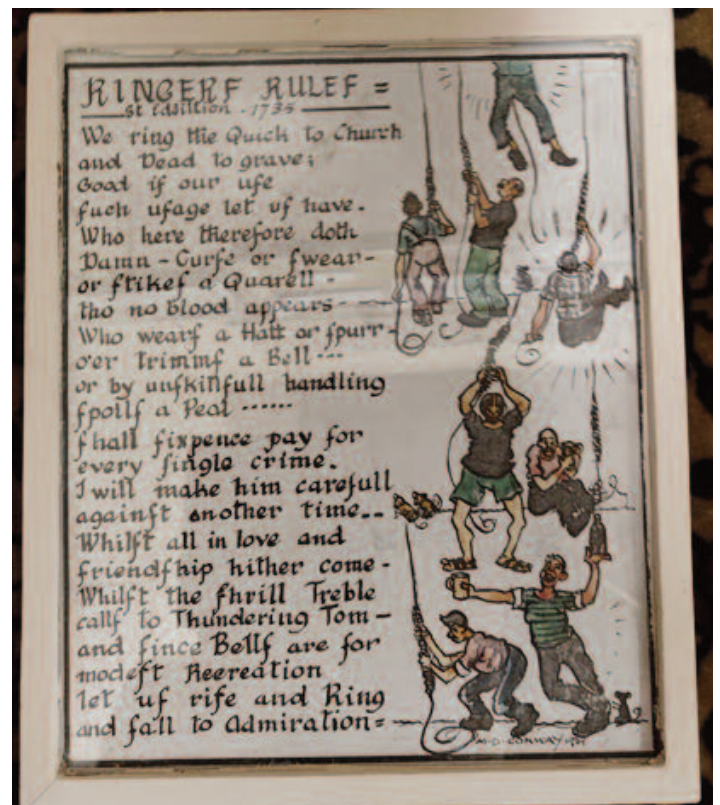 RINGERF RULEF =
1735
We ring the Quick to Church
and Dead to grave;
Good if our ufe
fuch ufage let uf have.
Who here therefore doth
Damn - Curfe or fwear -
or ftrikef a Quarell -
tho no blood appears -
Who wearf a Hatt or fpurr -
o'er trimmf a Bell ---
or by unfkillfull handling
fpoilf a Peal ......
fhall fixpence pay for
every fingle crime.
I will make him carefull
againft another time --
Whilft all in love and
friendfhip hither come -
Whilft the fhrill Treble
callf to Thundering Tom -
and fince Bellf are for
modeft Recreation
let uf rife and Ring
and fall to Admiration =
M.D. CONWAY